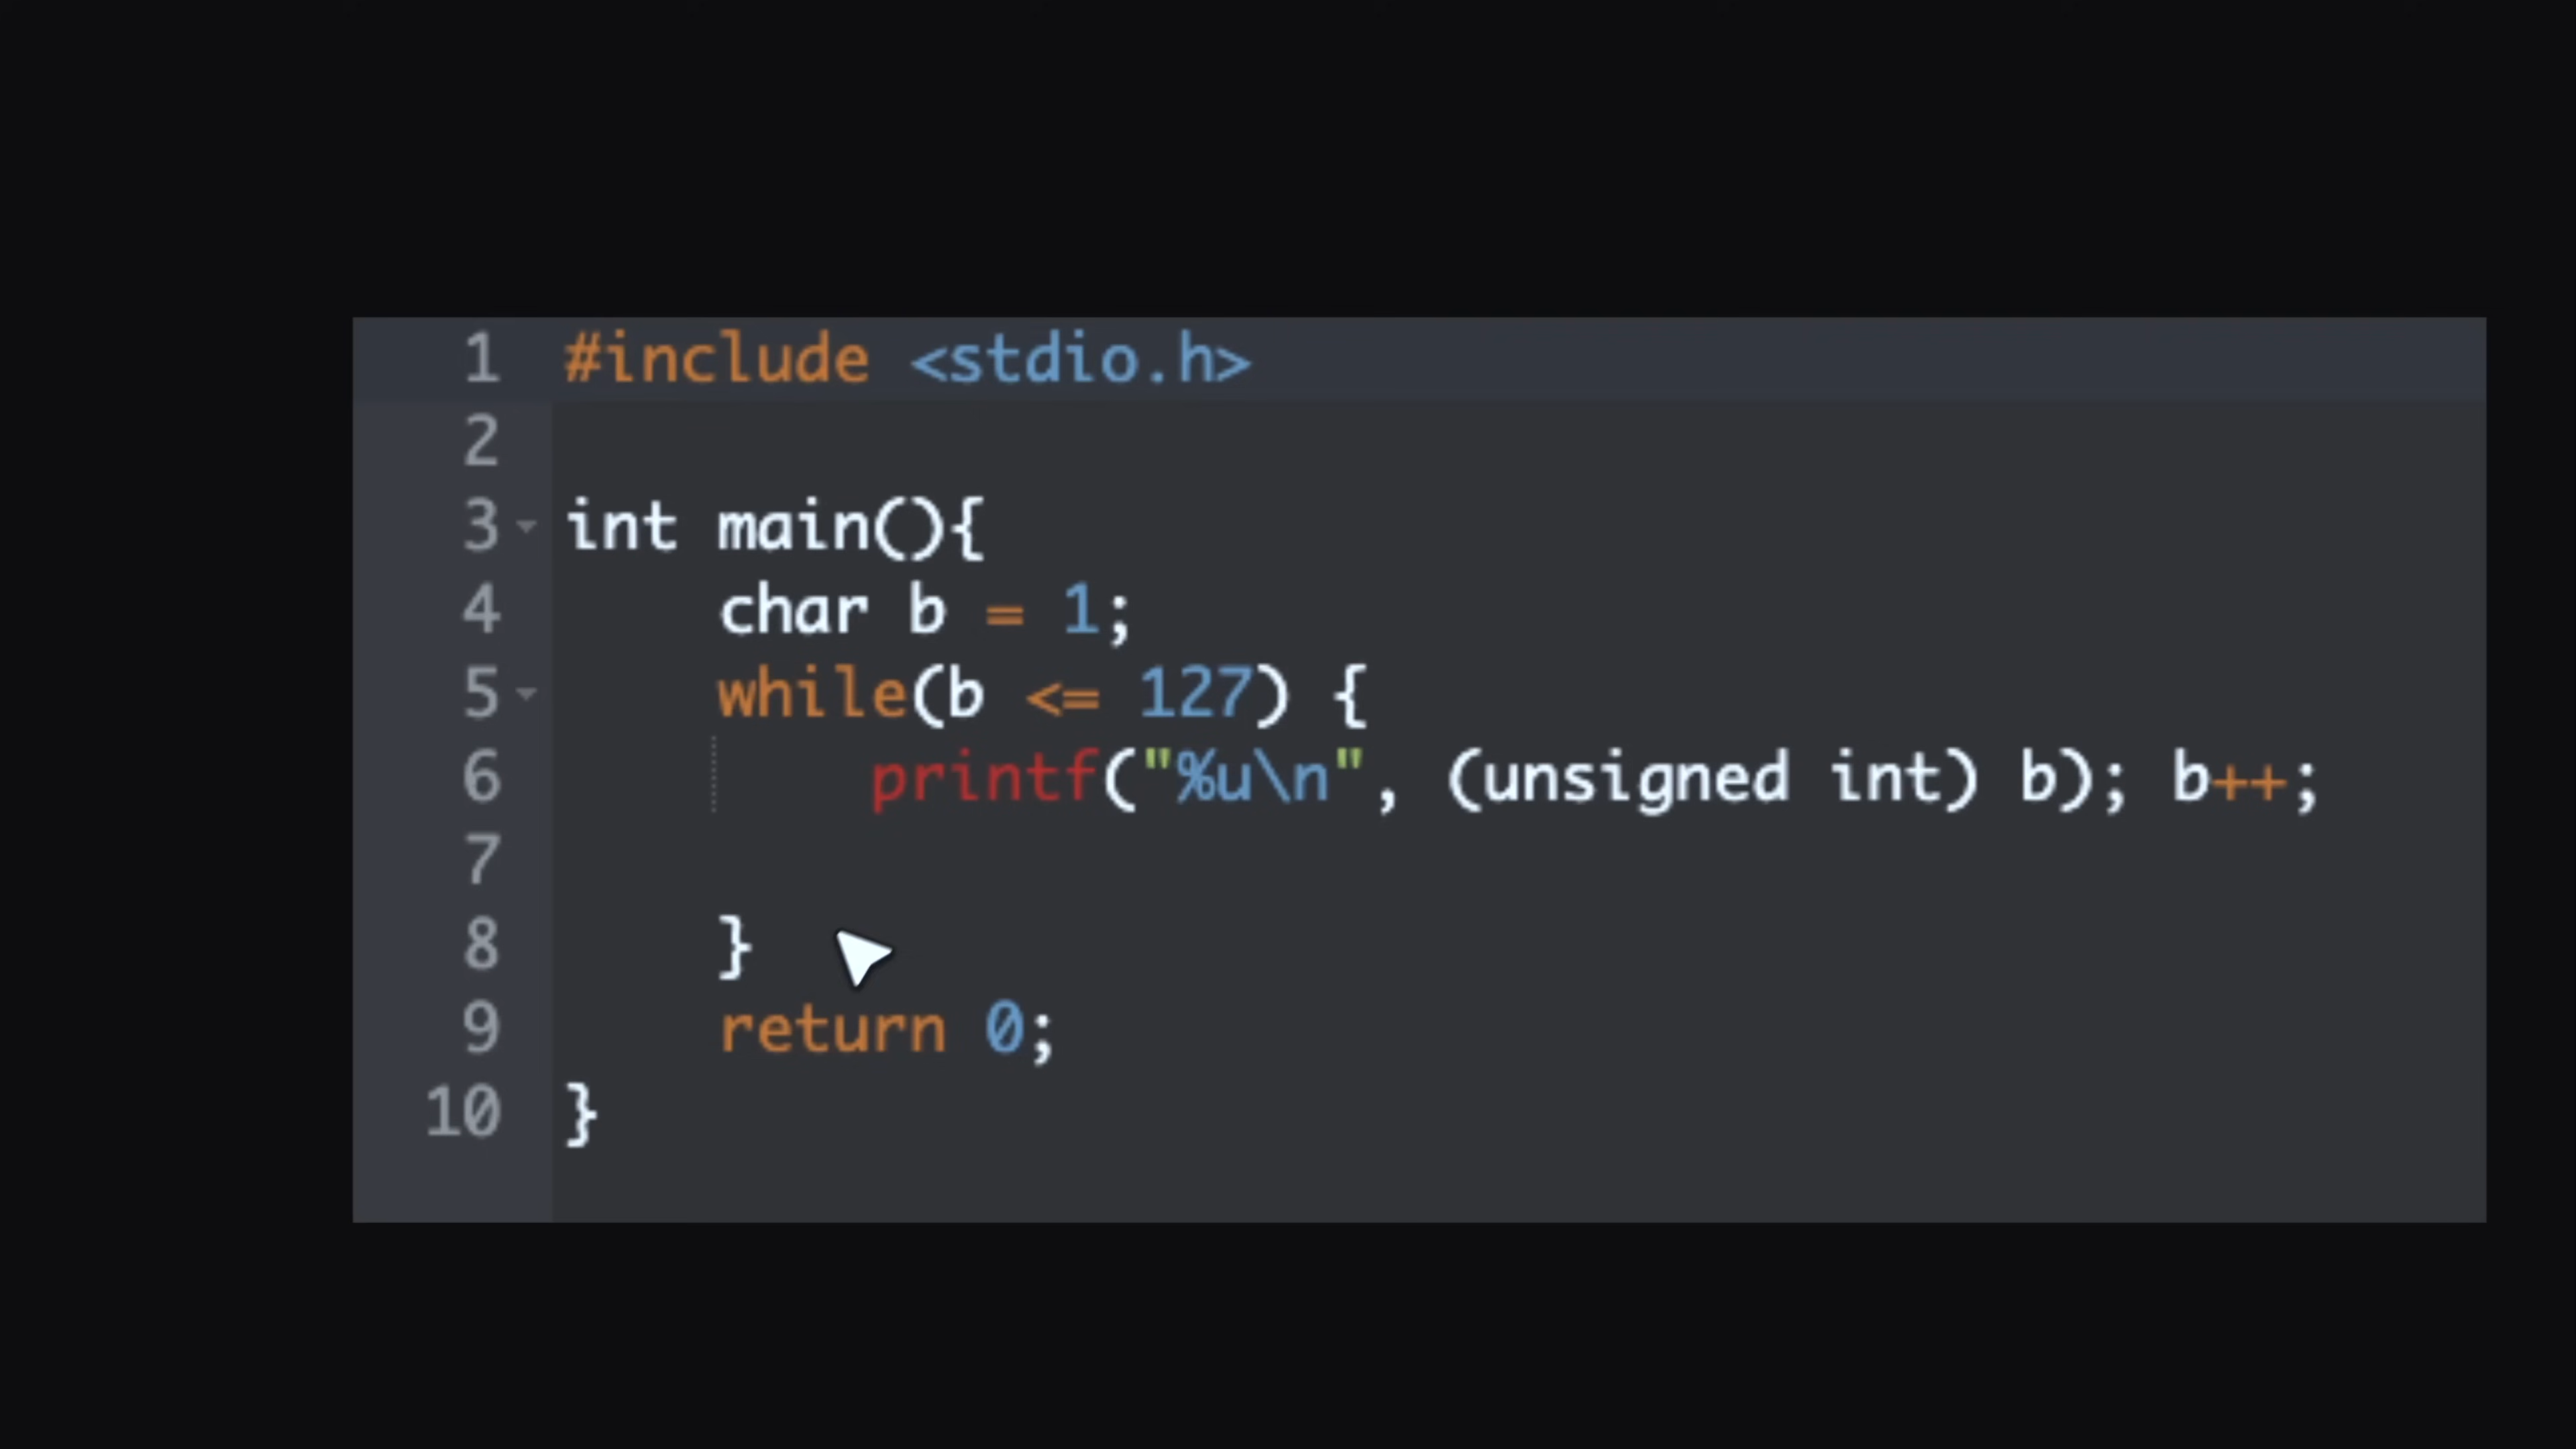 1 #include <stdio.h>
2
3 int main(){
4     char b = 1;
5     while(b <= 127) {
6         printf("%u\n", (unsigned int) b); b++;
7
8     }
9     return 0;
10 }